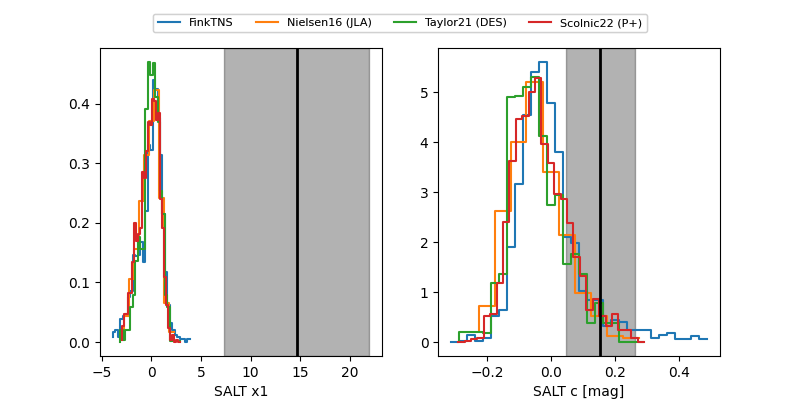 FinkTNS Nielsen16 (JLA) Taylor21 (DES) Scolnic22 (P+)
0.4
0.3
0.2
0.1
0.0
−5 0 5 10 15 20
SALT x1
5
4
3
2
1
0
−0.2 0.0 0.2 0.4
SALT c [mag]